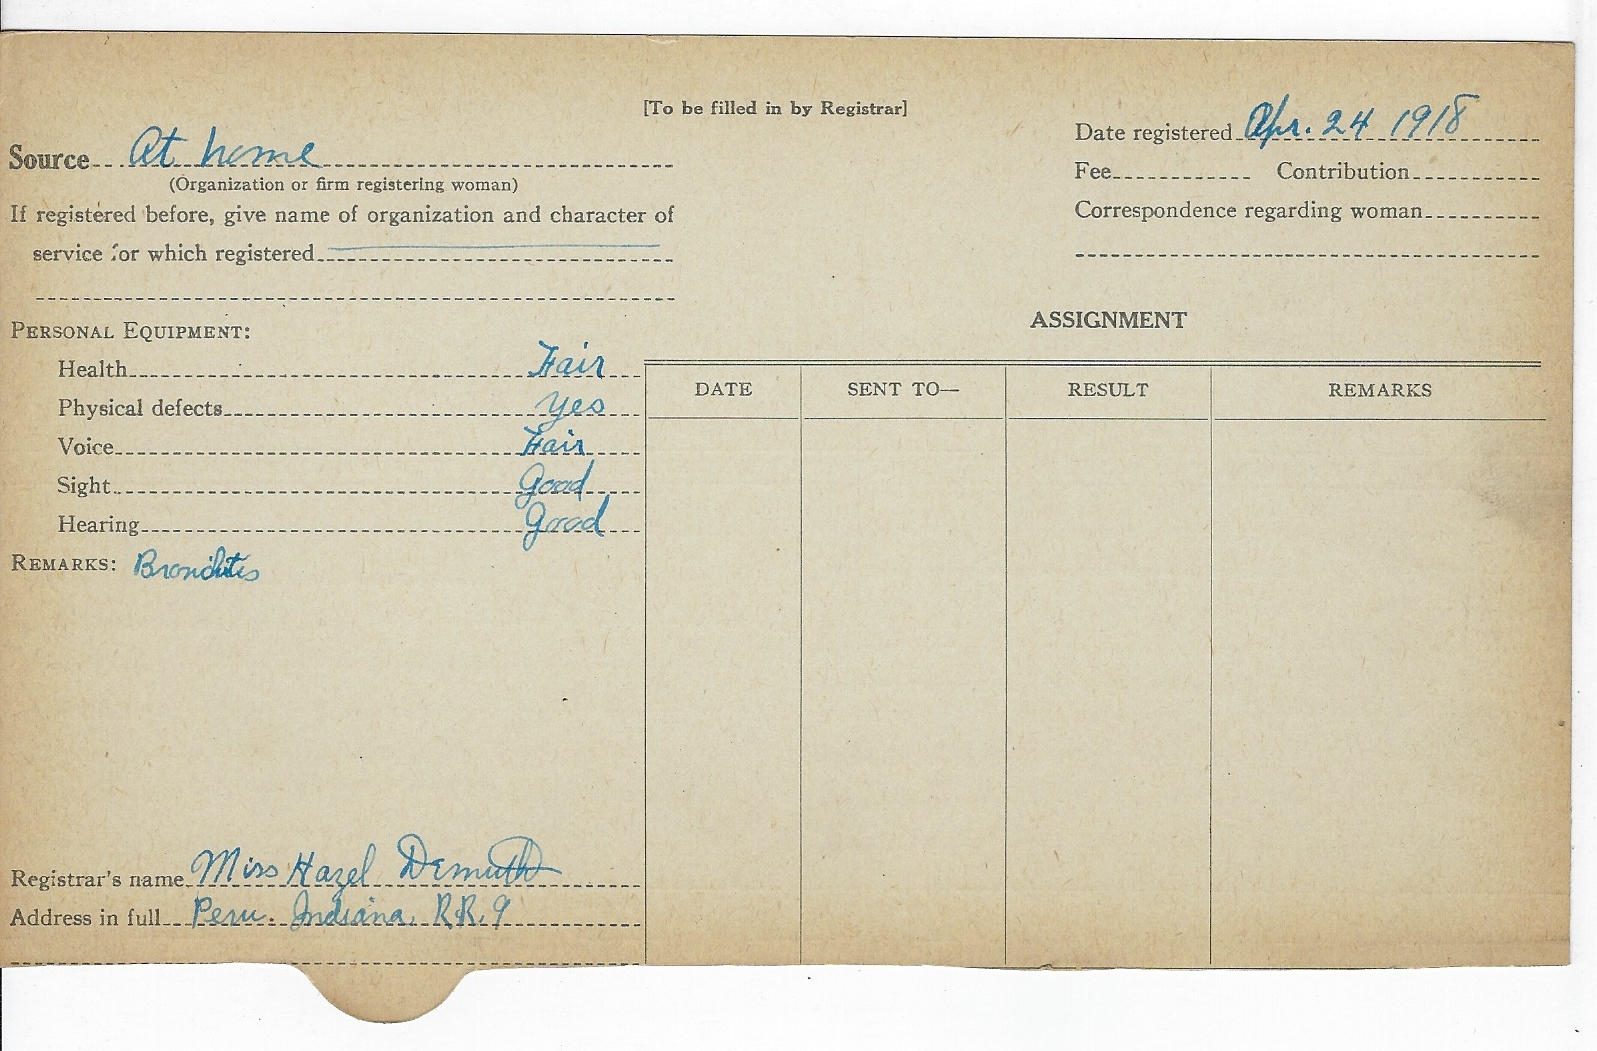 [To be filled in by Registrar]
Source At home
(Organization or firm registering woman)
If registered before, give name of organization and character of
service for which registered
Date registered Apr. 24 1918
Fee Contribution
Correspondence regarding woman
PERSONAL EQUIPMENT:
Health Fair
Physical defects Yes
Voice Fair
Sight Good
Hearing Good
REMARKS: Bronchitis
ASSIGNMENT
DATE SENT TO— RESULT REMARKS
Registrar's name Miss Hazel Demuth
Address in full Peru. Indiana. R.R. 9